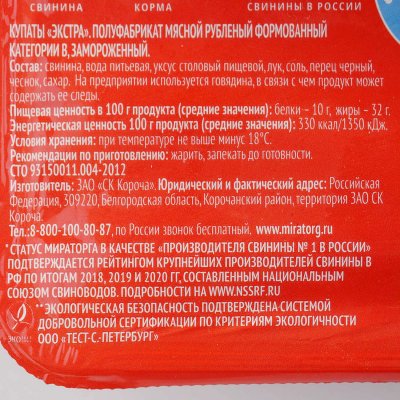 СВИНИНА КОРМА СВИНИНЫ В РОССИИ
КУПАТЫ «ЭКСТРА». ПОЛУФАБРИКАТ МЯСНОЙ РУБЛЕНЫЙ ФОРМОВАННЫЙ
КАТЕГОРИИ В, ЗАМОРОЖЕННЫЙ.
Состав: свинина, вода питьевая, уксус столовый пищевой, лук, соль, перец черный,
чеснок, сахар. На предприятии используется говядина, в связи с чем продукт может
содержать ее следы.
Пищевая ценность в 100 г продукта (средние значения): белки – 10 г, жиры – 32 г.
Энергетическая ценность 100 г продукта (средние значения): 330 ккал/1350 кДж.
Условия хранения: при температуре не выше минус 18°С.
Рекомендации по приготовлению: жарить, запекать до готовности.
СТО 93150011.004-2012
Изготовитель: ЗАО «СК Короча». Юридический и фактический адрес: Российская
Федерация, 309220, Белгородская область, Корочанский район, территория ЗАО СК
Короча.
Тел.:8-800-100-80-87, по России звонок бесплатный. www.miratorg.ru
*СТАТУС МИРАТОРГА В КАЧЕСТВЕ «ПРОИЗВОДИТЕЛЯ СВИНИНЫ № 1 В РОССИИ»
ПОДТВЕРЖДАЕТСЯ РЕЙТИНГОМ КРУПНЕЙШИХ ПРОИЗВОДИТЕЛЕЙ СВИНИНЫ В
РФ ПО ИТОГАМ 2018, 2019 И 2020 ГГ, СОСТАВЛЕННЫМ НАЦИОНАЛЬНЫМ
СОЮЗОМ СВИНОВОДОВ. ПОДРОБНОСТИ НА WWW.NSSRF.RU
**ЭКОЛОГИЧЕСКАЯ БЕЗОПАСНОСТЬ ПОДТВЕРЖДЕНА СИСТЕМОЙ
ДОБРОВОЛЬНОЙ СЕРТИФИКАЦИИ ПО КРИТЕРИЯМ ЭКОЛОГИЧНОСТИ
ООО «ТЕСТ-С.-ПЕТЕРБУРГ»